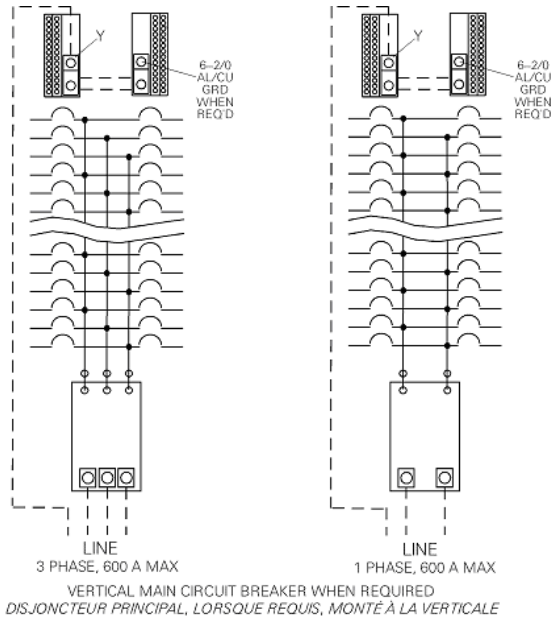 Y
6–2/0
AL/CU
GRD
WHEN
REQ'D
Y
6–2/0
AL/CU
GRD
WHEN
REQ'D
LINE
3 PHASE, 600 A MAX
LINE
1 PHASE, 600 A MAX
VERTICAL MAIN CIRCUIT BREAKER WHEN REQUIRED
DISJONCTEUR PRINCIPAL, LORSQUE REQUIS, MONTÉ À LA VERTICALE